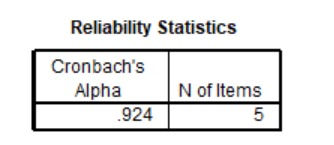 Reliability Statistics
Cronbach's
Alpha N of Items
.924 5